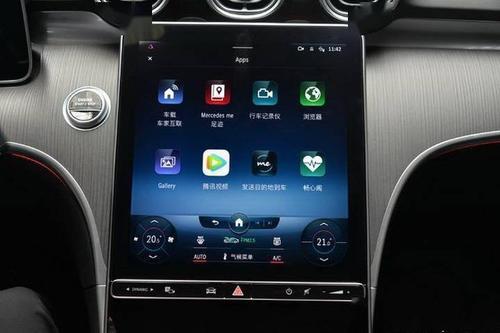 11:42
Apps
车载
车家互联
Mercedes me
足迹
行车记录仪
浏览器
Gallery
腾讯视频
me
发送目的地到车
畅心阁
20.5
21.0
AUTO
气候菜单
A/C
DYNAMIC